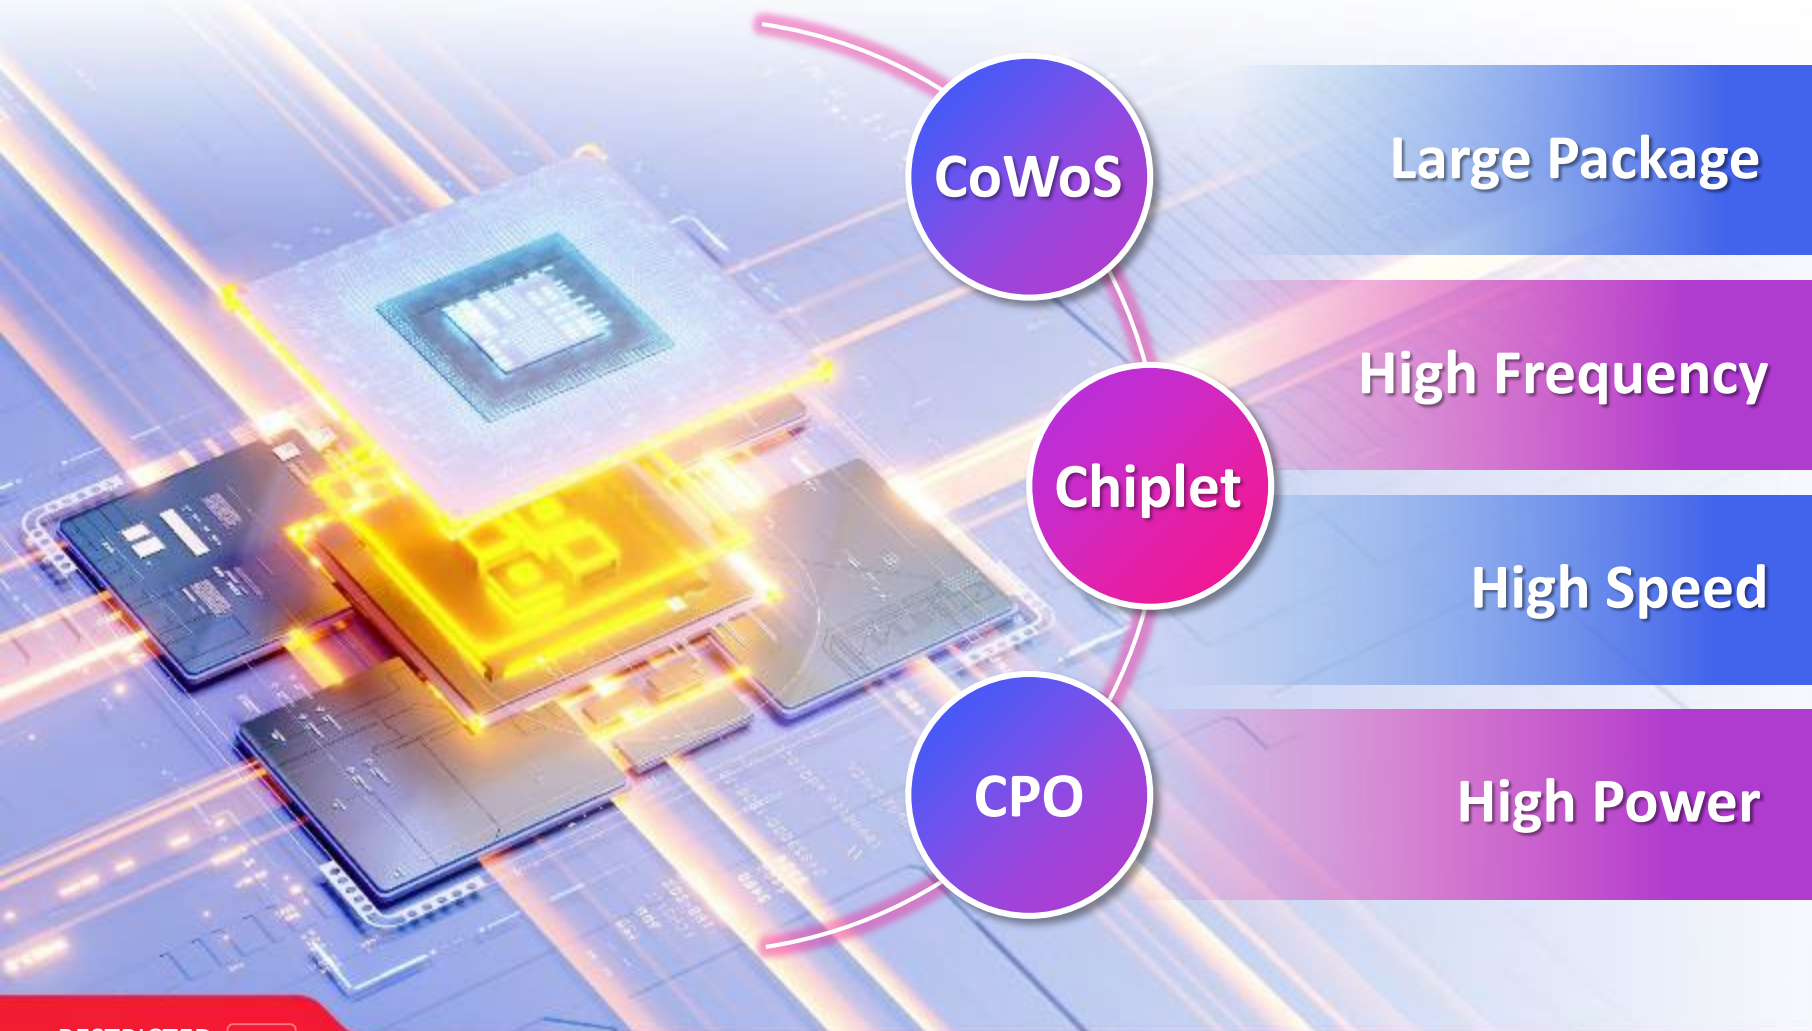 CoWoS
Chiplet
CPO
Large Package
High Frequency
High Speed
High Power